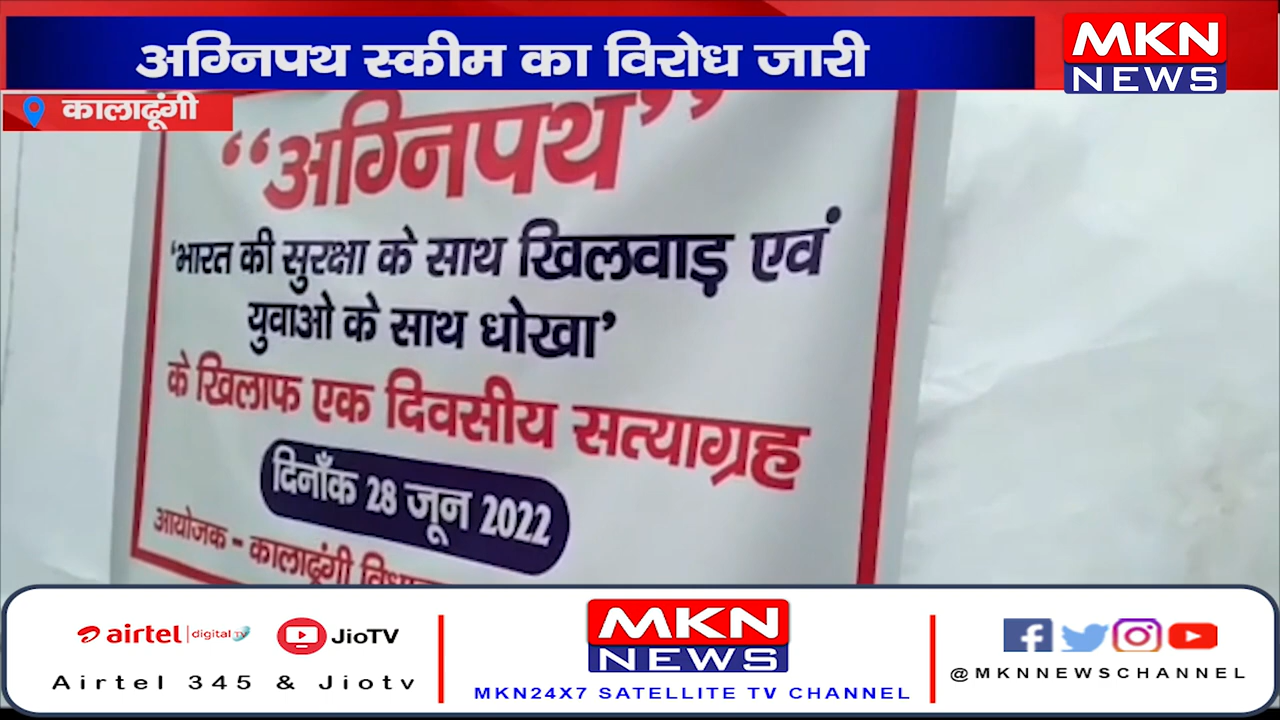 अग्निपथ स्कीम का विरोध जारी
MKN
NEWS
कालाढूंगी
“अग्निपथ”
‘भारत की सुरक्षा के साथ खिलवाड़ एवं
युवाओ के साथ धोखा’
के खिलाफ एक दिवसीय सत्याग्रह
दिनाँक 28 जून 2022
आयोजक - कालाढूंगी
airtel digital TV
JioTV
Airtel 345 & Jiotv
MKN
NEWS
MKN24X7 SATELLITE TV CHANNEL
@MKNNEWSCHANNEL